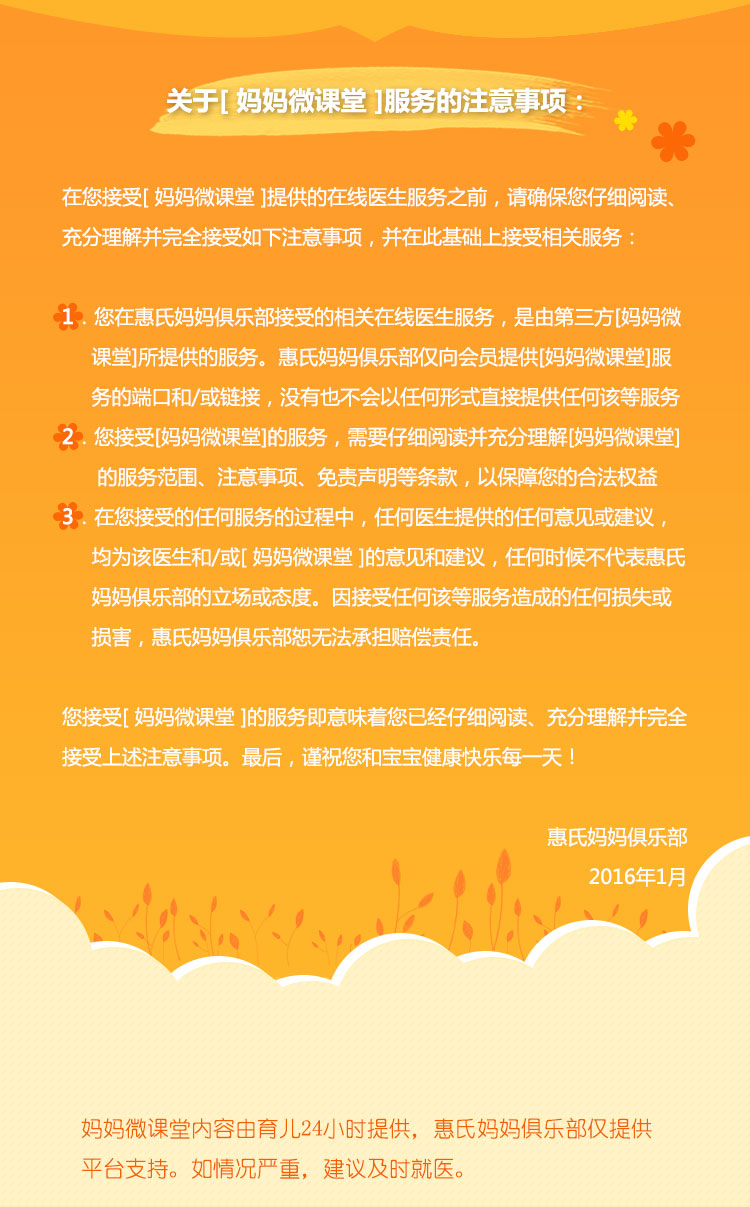 关于[ 妈妈微课堂 ]服务的注意事项：
在您接受[ 妈妈微课堂 ]提供的在线医生服务之前，请确保您仔细阅读、
充分理解并完全接受如下注意事项，并在此基础上接受相关服务：
1. 您在惠氏妈妈俱乐部接受的相关在线医生服务，是由第三方[妈妈微
课堂]所提供的服务。惠氏妈妈俱乐部仅向会员提供[妈妈微课堂]服
务的端口和/或链接，没有也不会以任何形式直接提供任何该等服务
2. 您接受[妈妈微课堂]的服务，需要仔细阅读并充分理解[妈妈微课堂]
的服务范围、注意事项、免责声明等条款，以保障您的合法权益
3. 在您接受的任何服务的过程中，任何医生提供的任何意见或建议，
均为该医生和/或[ 妈妈微课堂 ]的意见和建议，任何时候不代表惠氏
妈妈俱乐部的立场或态度。因接受任何该等服务造成的任何损失或
损害，惠氏妈妈俱乐部恕无法承担赔偿责任。
您接受[ 妈妈微课堂 ]的服务即意味着您已经仔细阅读、充分理解并完全
接受上述注意事项。最后，谨祝您和宝宝健康快乐每一天！
惠氏妈妈俱乐部
2016年1月
妈妈微课堂内容由育儿24小时提供，惠氏妈妈俱乐部仅提供
平台支持。如情况严重，建议及时就医。